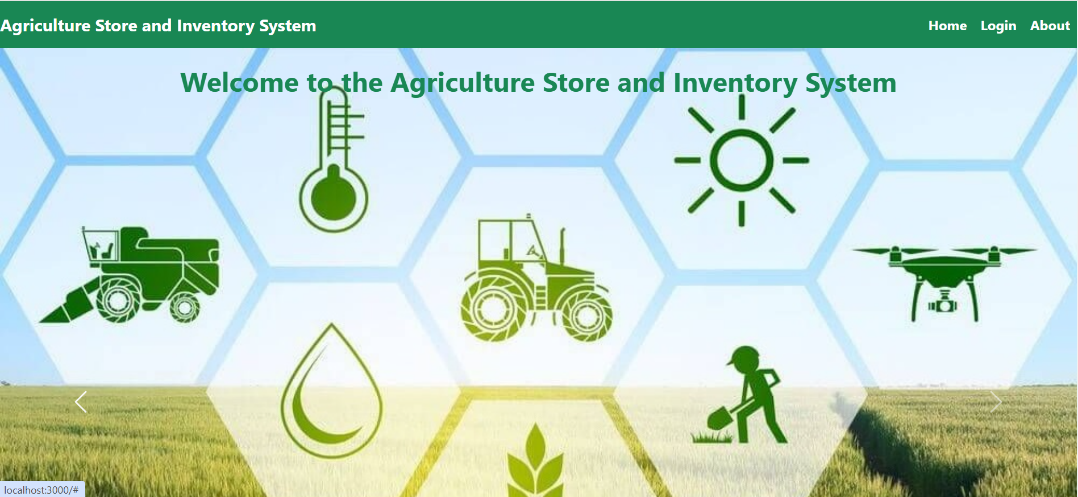 Agriculture Store and Inventory System
Home Login About
Welcome to the Agriculture Store and Inventory System
localhost:3000/#